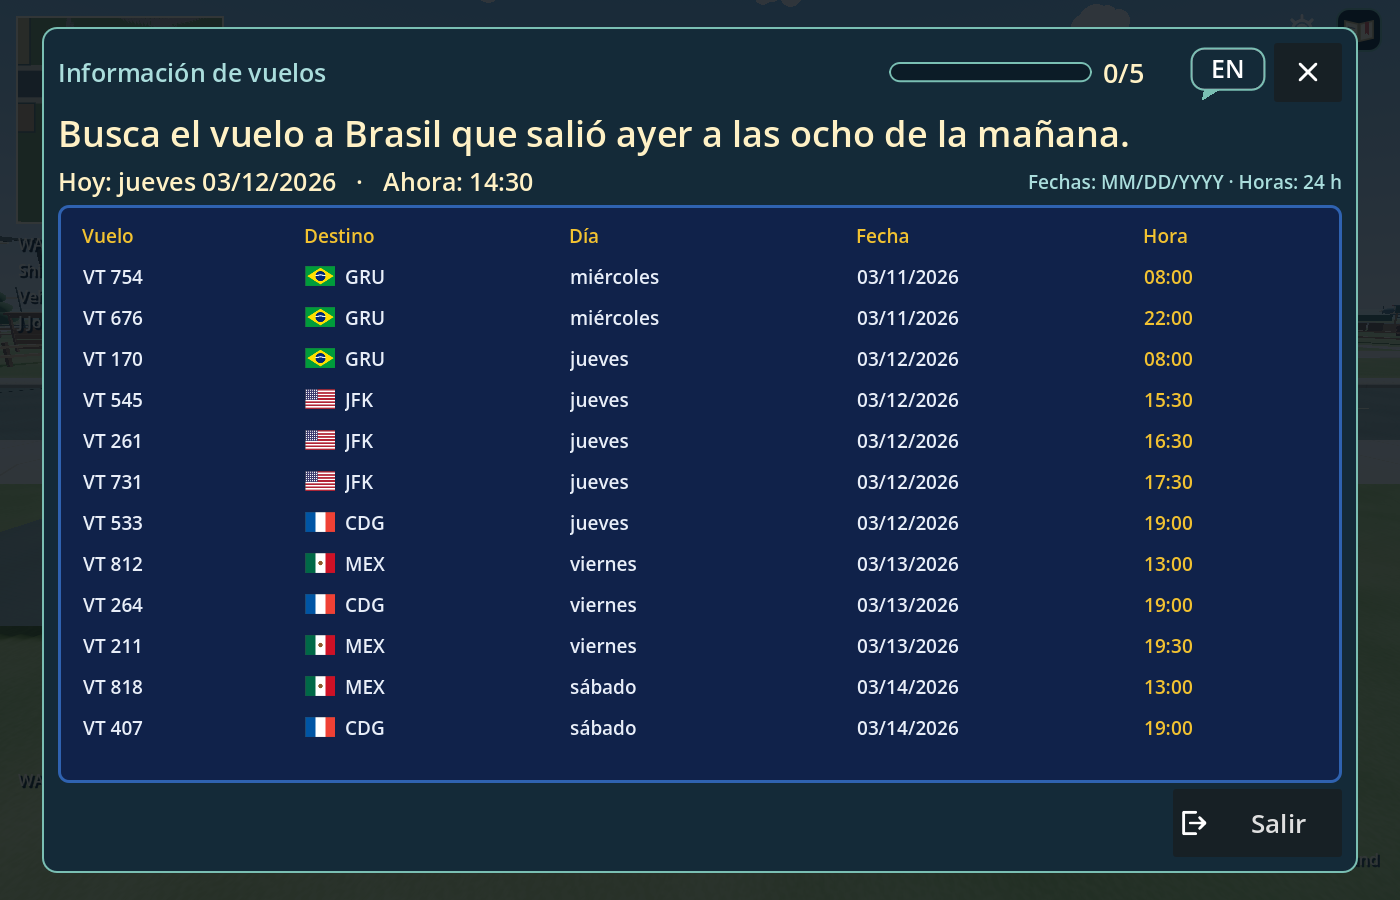 Información de vuelos 0/5 EN
Busca el vuelo a Brasil que salió ayer a las ocho de la mañana.
Hoy: jueves 03/12/2026 · Ahora: 14:30 Fechas: MM/DD/YYYY · Horas: 24 h
Vuelo Destino Día Fecha Hora
VT 754 GRU miércoles 03/11/2026 08:00
VT 676 GRU miércoles 03/11/2026 22:00
VT 170 GRU jueves 03/12/2026 08:00
VT 545 JFK jueves 03/12/2026 15:30
VT 261 JFK jueves 03/12/2026 16:30
VT 731 JFK jueves 03/12/2026 17:30
VT 533 CDG jueves 03/12/2026 19:00
VT 812 MEX viernes 03/13/2026 13:00
VT 264 CDG viernes 03/13/2026 19:00
VT 211 MEX viernes 03/13/2026 19:30
VT 818 MEX sábado 03/14/2026 13:00
VT 407 CDG sábado 03/14/2026 19:00
Salir